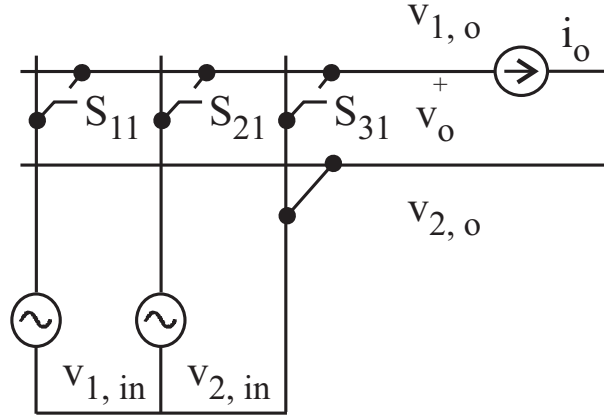 v1, o
io
+
S11 S21 S31 vo
v2, o
v1, in v2, in